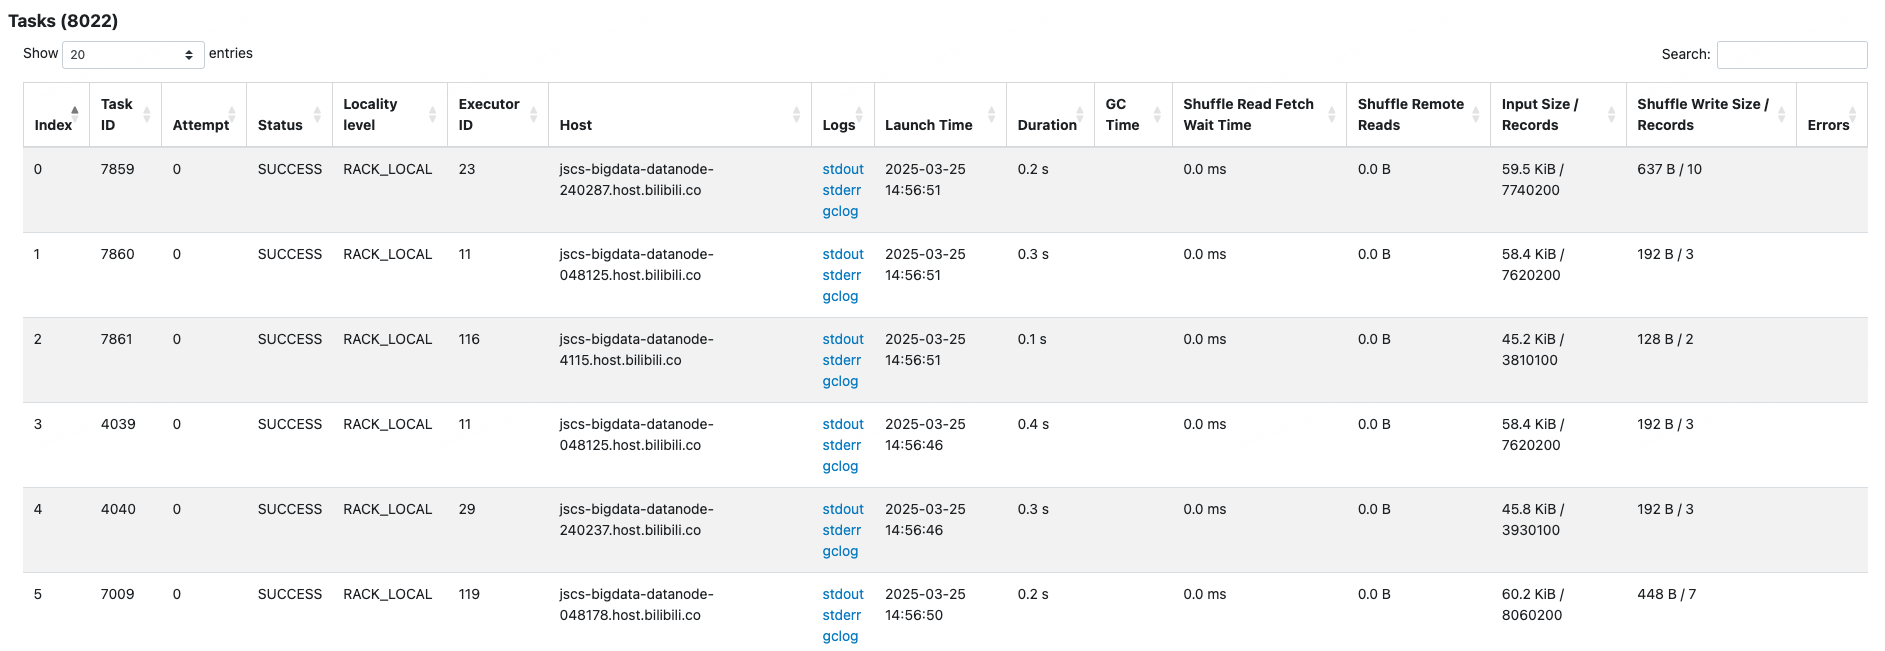 Tasks (8022)
Show 20 entries
Search:
Index Task ID Attempt Status Locality level Executor ID Host Logs Launch Time Duration GC Time Shuffle Read Fetch Wait Time Shuffle Remote Reads Input Size / Records Shuffle Write Size / Records Errors
0 7859 0 SUCCESS RACK_LOCAL 23 jscs-bigdata-datanode- stdout 2025-03-25 0.2 s 0.0 ms 0.0 B 59.5 KiB / 637 B / 10
240287.host.bilibili.co stderr 14:56:51 7740200
gclog
1 7860 0 SUCCESS RACK_LOCAL 11 jscs-bigdata-datanode- stdout 2025-03-25 0.3 s 0.0 ms 0.0 B 58.4 KiB / 192 B / 3
048125.host.bilibili.co stderr 14:56:51 7620200
gclog
2 7861 0 SUCCESS RACK_LOCAL 116 jscs-bigdata-datanode- stdout 2025-03-25 0.1 s 0.0 ms 0.0 B 45.2 KiB / 128 B / 2
4115.host.bilibili.co stderr 14:56:51 3810100
gclog
3 4039 0 SUCCESS RACK_LOCAL 11 jscs-bigdata-datanode- stdout 2025-03-25 0.4 s 0.0 ms 0.0 B 58.4 KiB / 192 B / 3
048125.host.bilibili.co stderr 14:56:46 7620200
gclog
4 4040 0 SUCCESS RACK_LOCAL 29 jscs-bigdata-datanode- stdout 2025-03-25 0.3 s 0.0 ms 0.0 B 45.8 KiB / 192 B / 3
240237.host.bilibili.co stderr 14:56:46 3930100
gclog
5 7009 0 SUCCESS RACK_LOCAL 119 jscs-bigdata-datanode- stdout 2025-03-25 0.2 s 0.0 ms 0.0 B 60.2 KiB / 448 B / 7
048178.host.bilibili.co stderr 14:56:50 8060200
gclog